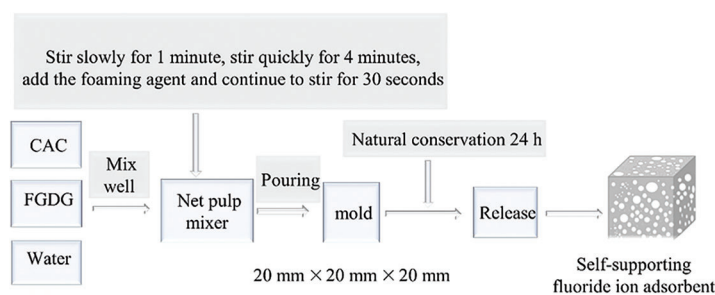 Stir slowly for 1 minute, stir quickly for 4 minutes,
add the foaming agent and continue to stir for 30 seconds
CAC
FGDG
Water
Mix
well
Net pulp
mixer
Pouring
mold
Natural conservation 24 h
Release
20 mm × 20 mm × 20 mm
Self-supporting
fluoride ion adsorbent